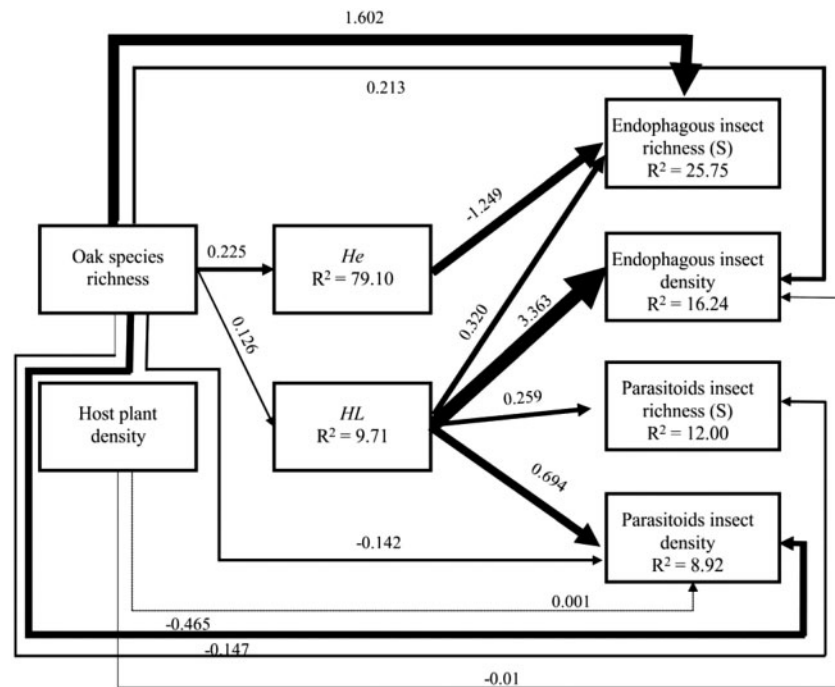 1.602
0.213
Endophagous insect
richness (S)
R² = 25.75
-1.249
Oak species
richness
0.225
He
R² = 79.10
Endophagous insect
density
R² = 16.24
0.126
0.320
3.363
Host plant
density
HL
R² = 9.71
0.259
Parasitoids insect
richness (S)
R² = 12.00
0.694
Parasitoids insect
density
R² = 8.92
-0.142
0.001
-0.465
-0.147
-0.01